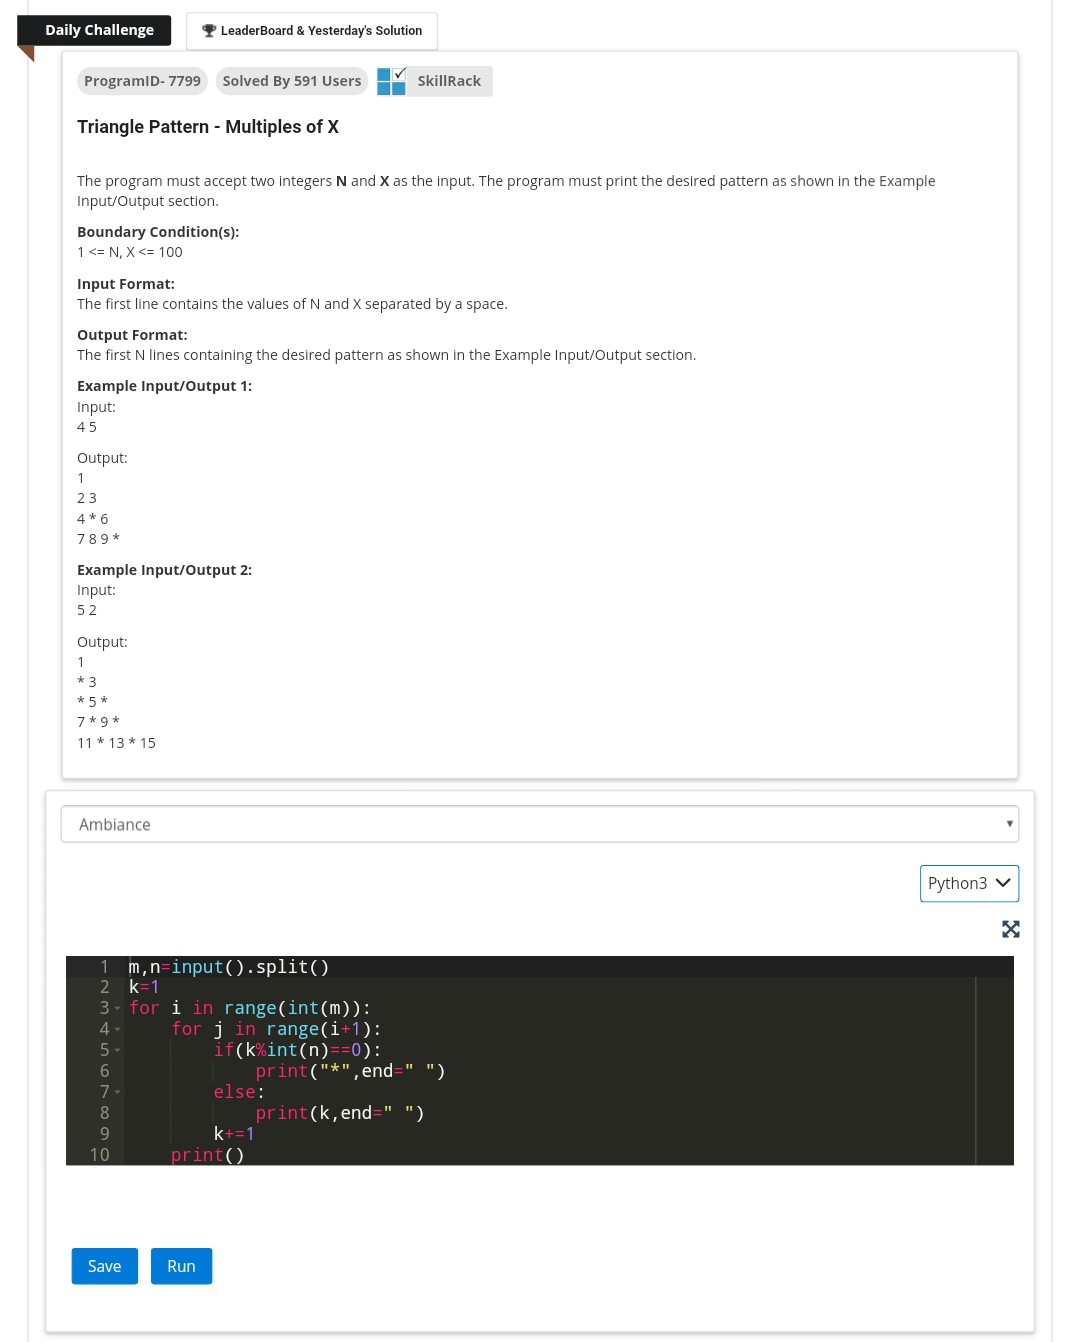 Daily Challenge
LeaderBoard & Yesterday's Solution
ProgramID- 7799
Solved By 591 Users
SkillRack
Triangle Pattern - Multiples of X
The program must accept two integers N and X as the input. The program must print the desired pattern as shown in the Example
Input/Output section.
Boundary Condition(s):
1 <= N, X <= 100
Input Format:
The first line contains the values of N and X separated by a space.
Output Format:
The first N lines containing the desired pattern as shown in the Example Input/Output section.
Example Input/Output 1:
Input:
4 5
Output:
1
2 3
4 * 6
7 8 9 *
Example Input/Output 2:
Input:
5 2
Output:
1
* 3
* 5 *
7 * 9 *
11 * 13 * 15
Ambiance
Python3
1 m,n=input().split()
2 k=1
3 for i in range(int(m)):
4     for j in range(i+1):
5         if(k%int(n)==0):
6             print("*",end=" ")
7         else:
8             print(k,end=" ")
9         k+=1
10     print()
Save
Run